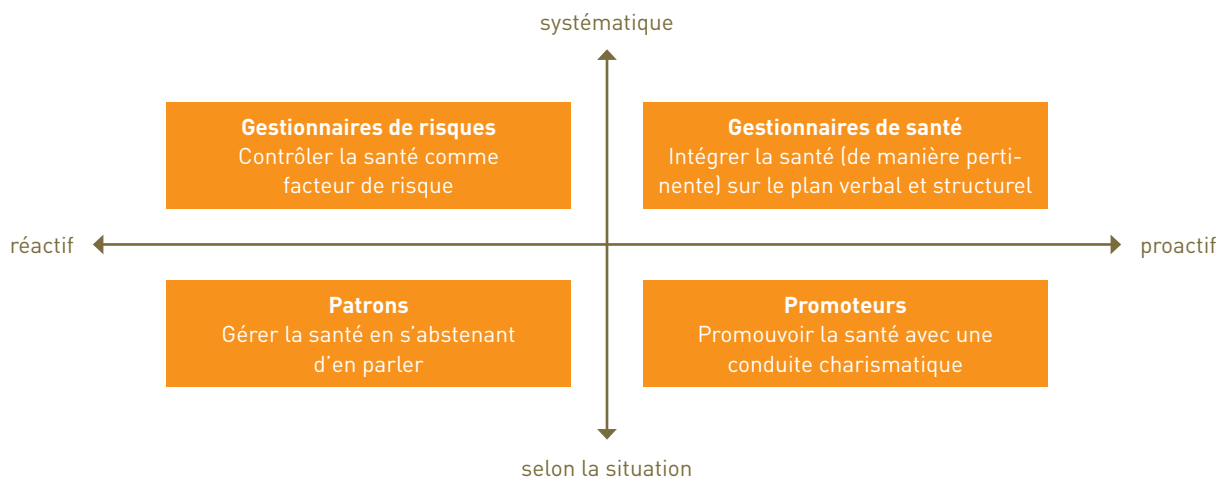 systématique
Gestionnaires de risques
Contrôler la santé comme
facteur de risque
Gestionnaires de santé
Intégrer la santé (de manière perti-
nente) sur le plan verbal et structurel
réactif
proactif
Patrons
Gérer la santé en s’abstenant
d’en parler
Promoteurs
Promouvoir la santé avec une
conduite charismatique
selon la situation